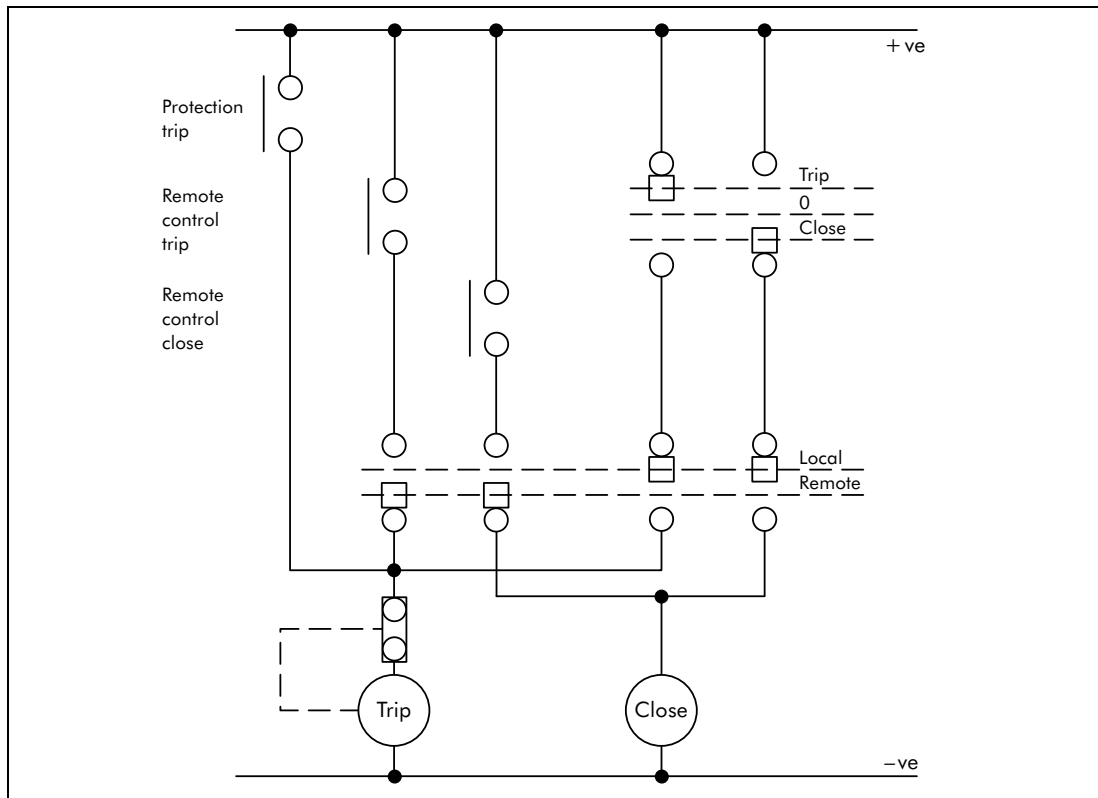 +ve
Protection
trip
Trip
Remote
control
trip
0
Close
Remote
control
close
Local
Remote
Trip
Close
−ve